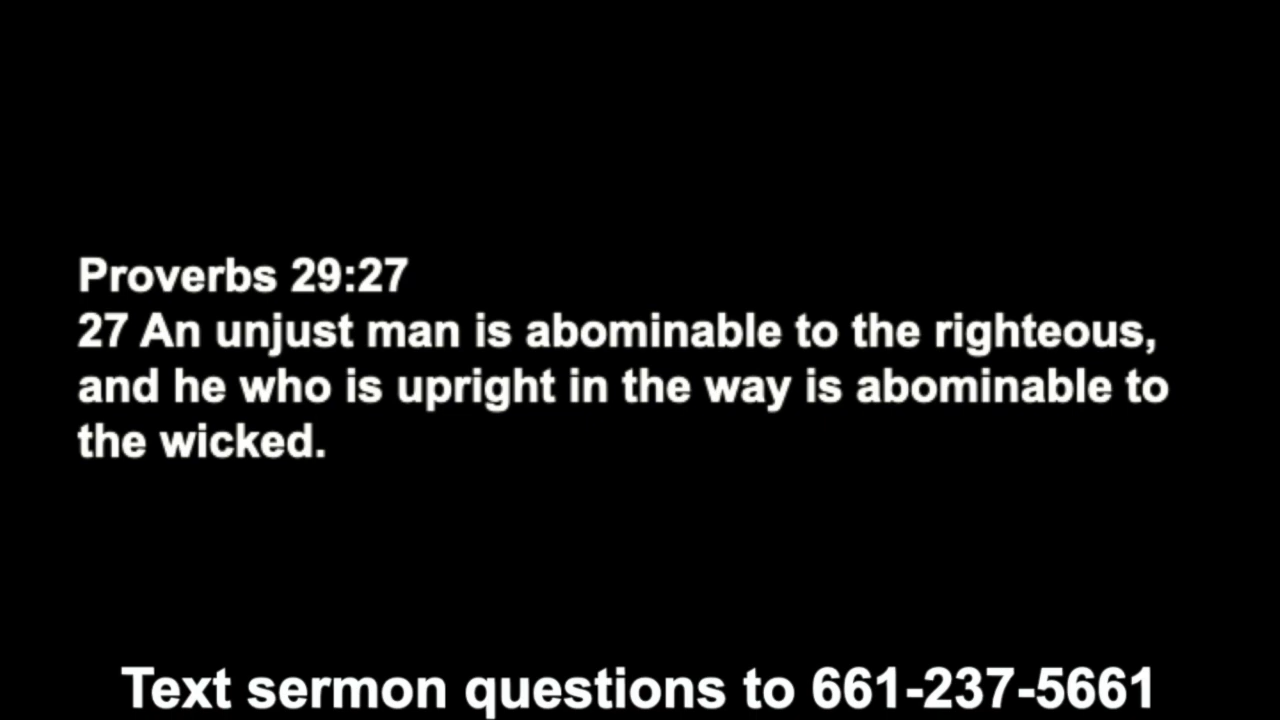 Proverbs 29:27
27 An unjust man is abominable to the righteous,
and he who is upright in the way is abominable to
the wicked.
Text sermon questions to 661-237-5661